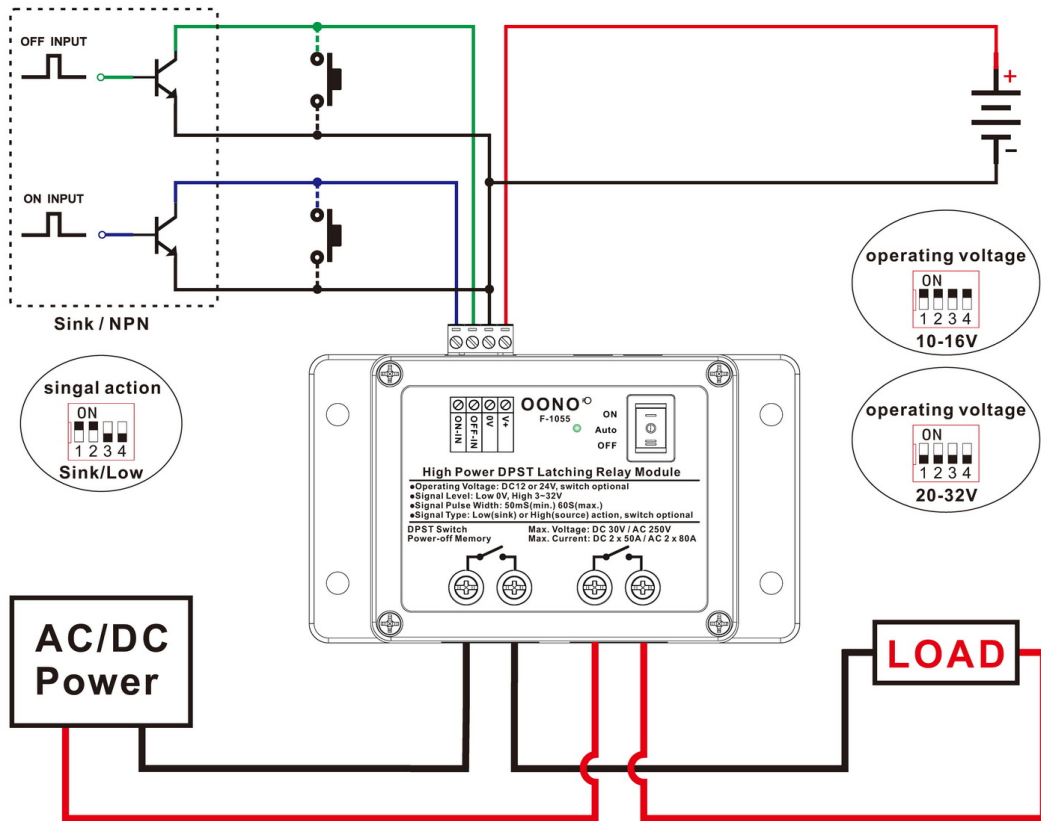 OFF INPUT
ON INPUT
Sink / NPN
+
-
singal action
ON
1 2 3 4
Sink/Low
operating voltage
ON
1 2 3 4
10-16V
operating voltage
ON
1 2 3 4
20-32V
ON-IN
OFF-IN
0V
V+
OONO
F-1055
ON
Auto
OFF
High Power DPST Latching Relay Module
●Operating Voltage: DC12 or 24V, switch optional
●Signal Level: Low 0V, High 3~32V
●Signal Pulse Width: 50mS(min.) 60S(max.)
●Signal Type: Low(sink) or High(source) action, switch optional
DPST Switch Max. Voltage: DC 30V / AC 250V
Power-off Memory Max. Current: DC 2 x 50A / AC 2 x 80A
AC/DC
Power
LOAD